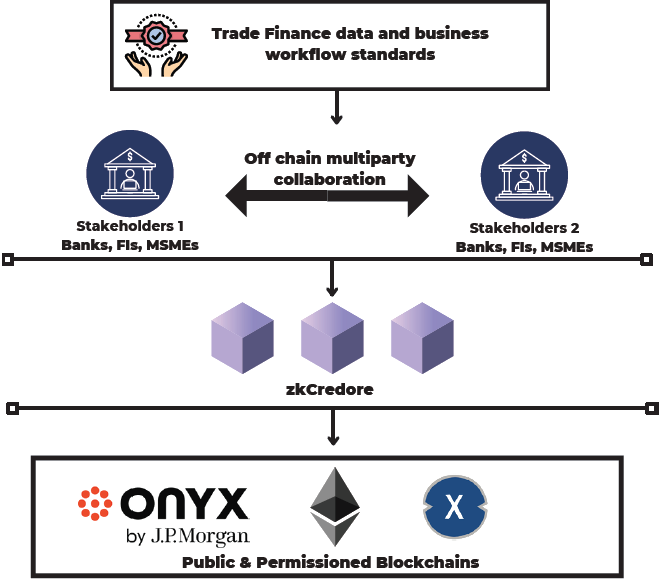 Trade Finance data and business
workflow standards
$
$
Off chain multiparty
collaboration
Stakeholders 1
Banks, FIs, MSMEs
Stakeholders 2
Banks, FIs, MSMEs
zkCredore
ONYX
by J.P.Morgan
X
Public & Permissioned Blockchains